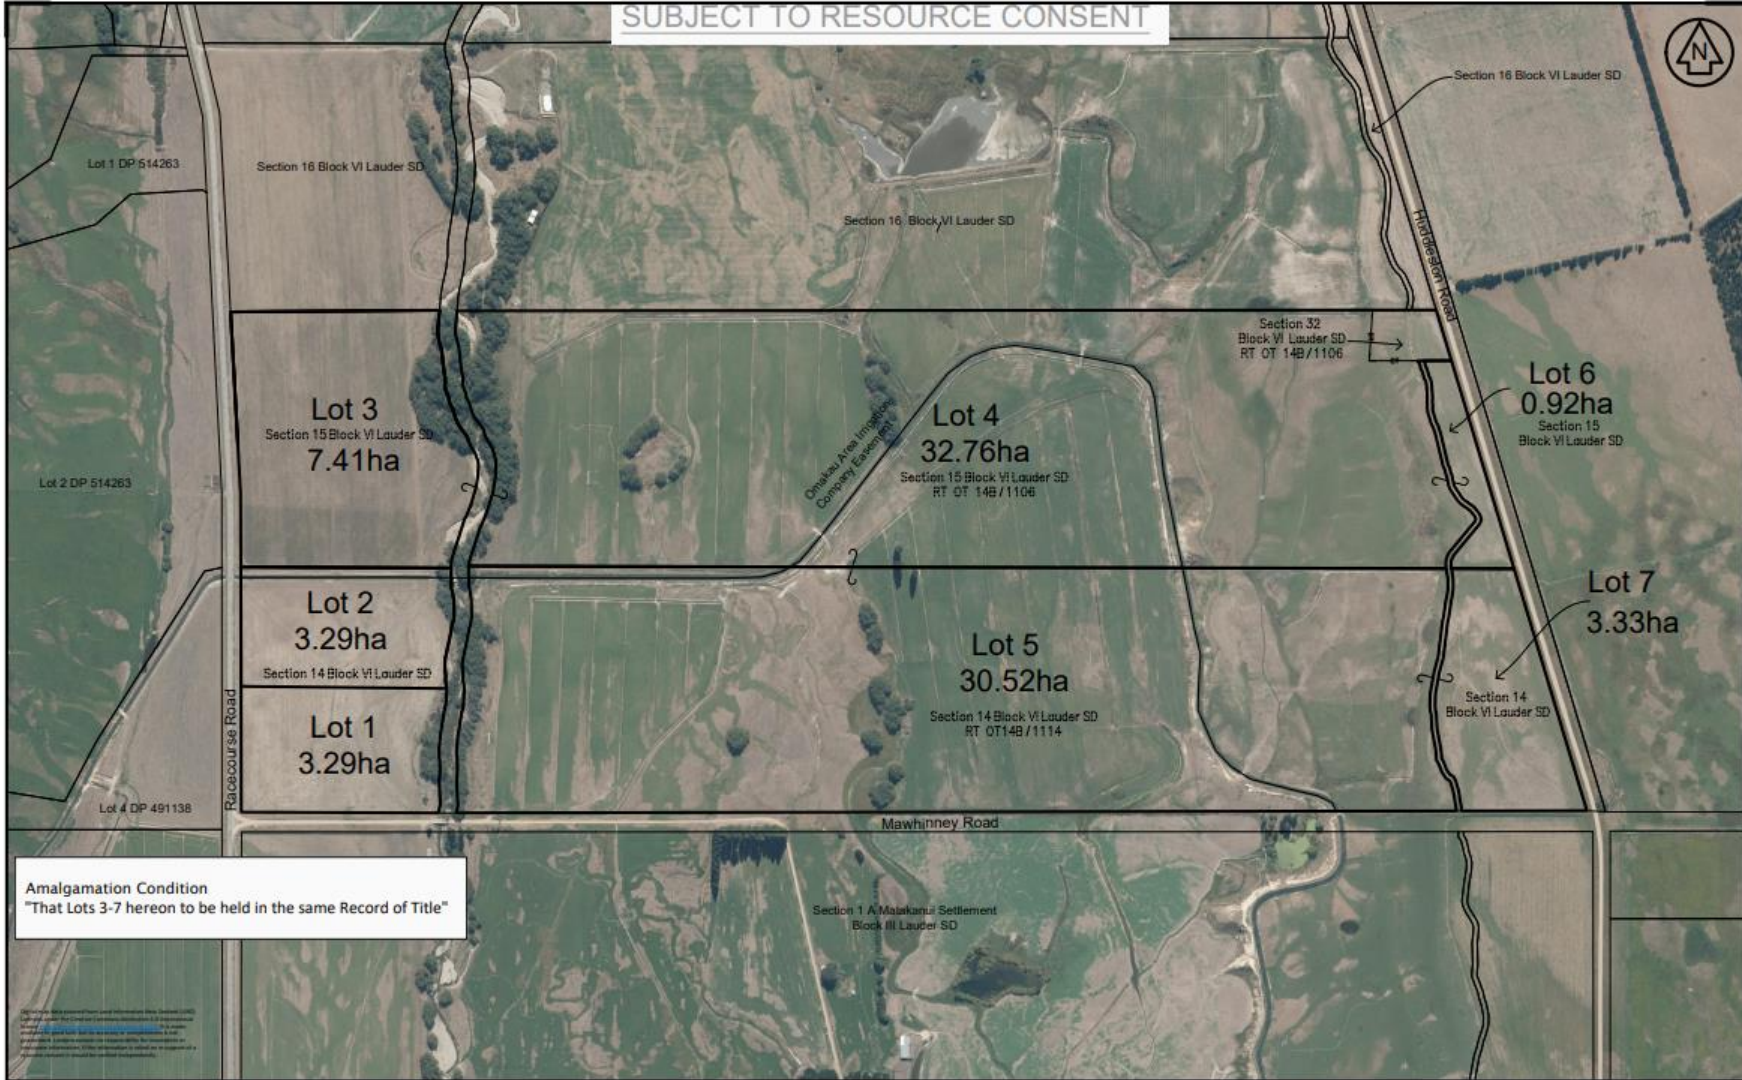 SUBJECT TO RESOURCE CONSENT
N
Section 16 Block VI Lauder SD
Lot 1 DP 514263
Section 16 Block VI Lauder SD
Section 16 Block VI Lauder SD
Huddleston Road
Section 32
Block VI Lauder SD
RT OT 14B/1106
Lot 6
0.92ha
Section 15
Block VI Lauder SD
Lot 3
Section 15 Block VI Lauder SD
7.41ha
Omakau Area Irrigation
Company Easement
Lot 4
32.76ha
Section 15 Block VI Lauder SD
RT OT 14B/1106
Lot 2 DP 514263
Lot 2
3.29ha
Section 14 Block VI Lauder SD
Lot 7
3.33ha
Lot 5
30.52ha
Section 14 Block VI Lauder SD
RT OT14B/1114
Section 14
Block VI Lauder SD
Lot 1
3.29ha
Racecourse Road
Lot 4 DP 491138
Mawhinney Road
Amalgamation Condition
"That Lots 3-7 hereon to be held in the same Record of Title"
Section 1 A Matakanui Settlement
Block III Lauder SD